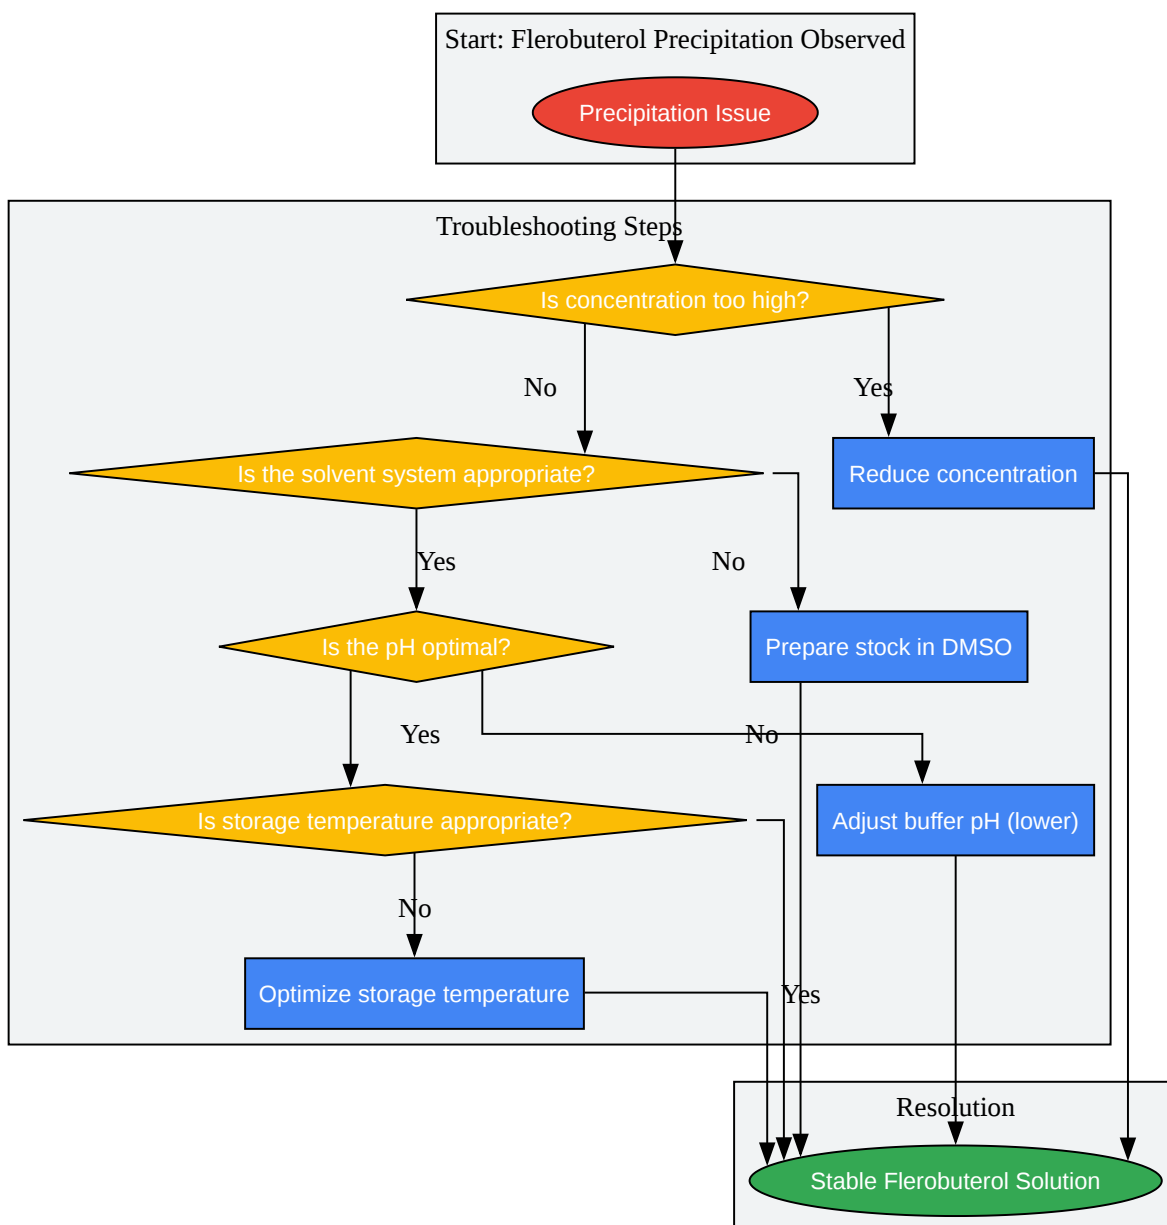 Start: Flerobuterol Precipitation Observed
Precipitation Issue
Troubleshooting Steps
Is concentration too high?
No
Yes
Is the solvent system appropriate?
Reduce concentration
Yes
No
Is the pH optimal?
Prepare stock in DMSO
Yes
No
Is storage temperature appropriate?
Adjust buffer pH (lower)
No
Optimize storage temperature
Yes
Resolution
Stable Flerobuterol Solution